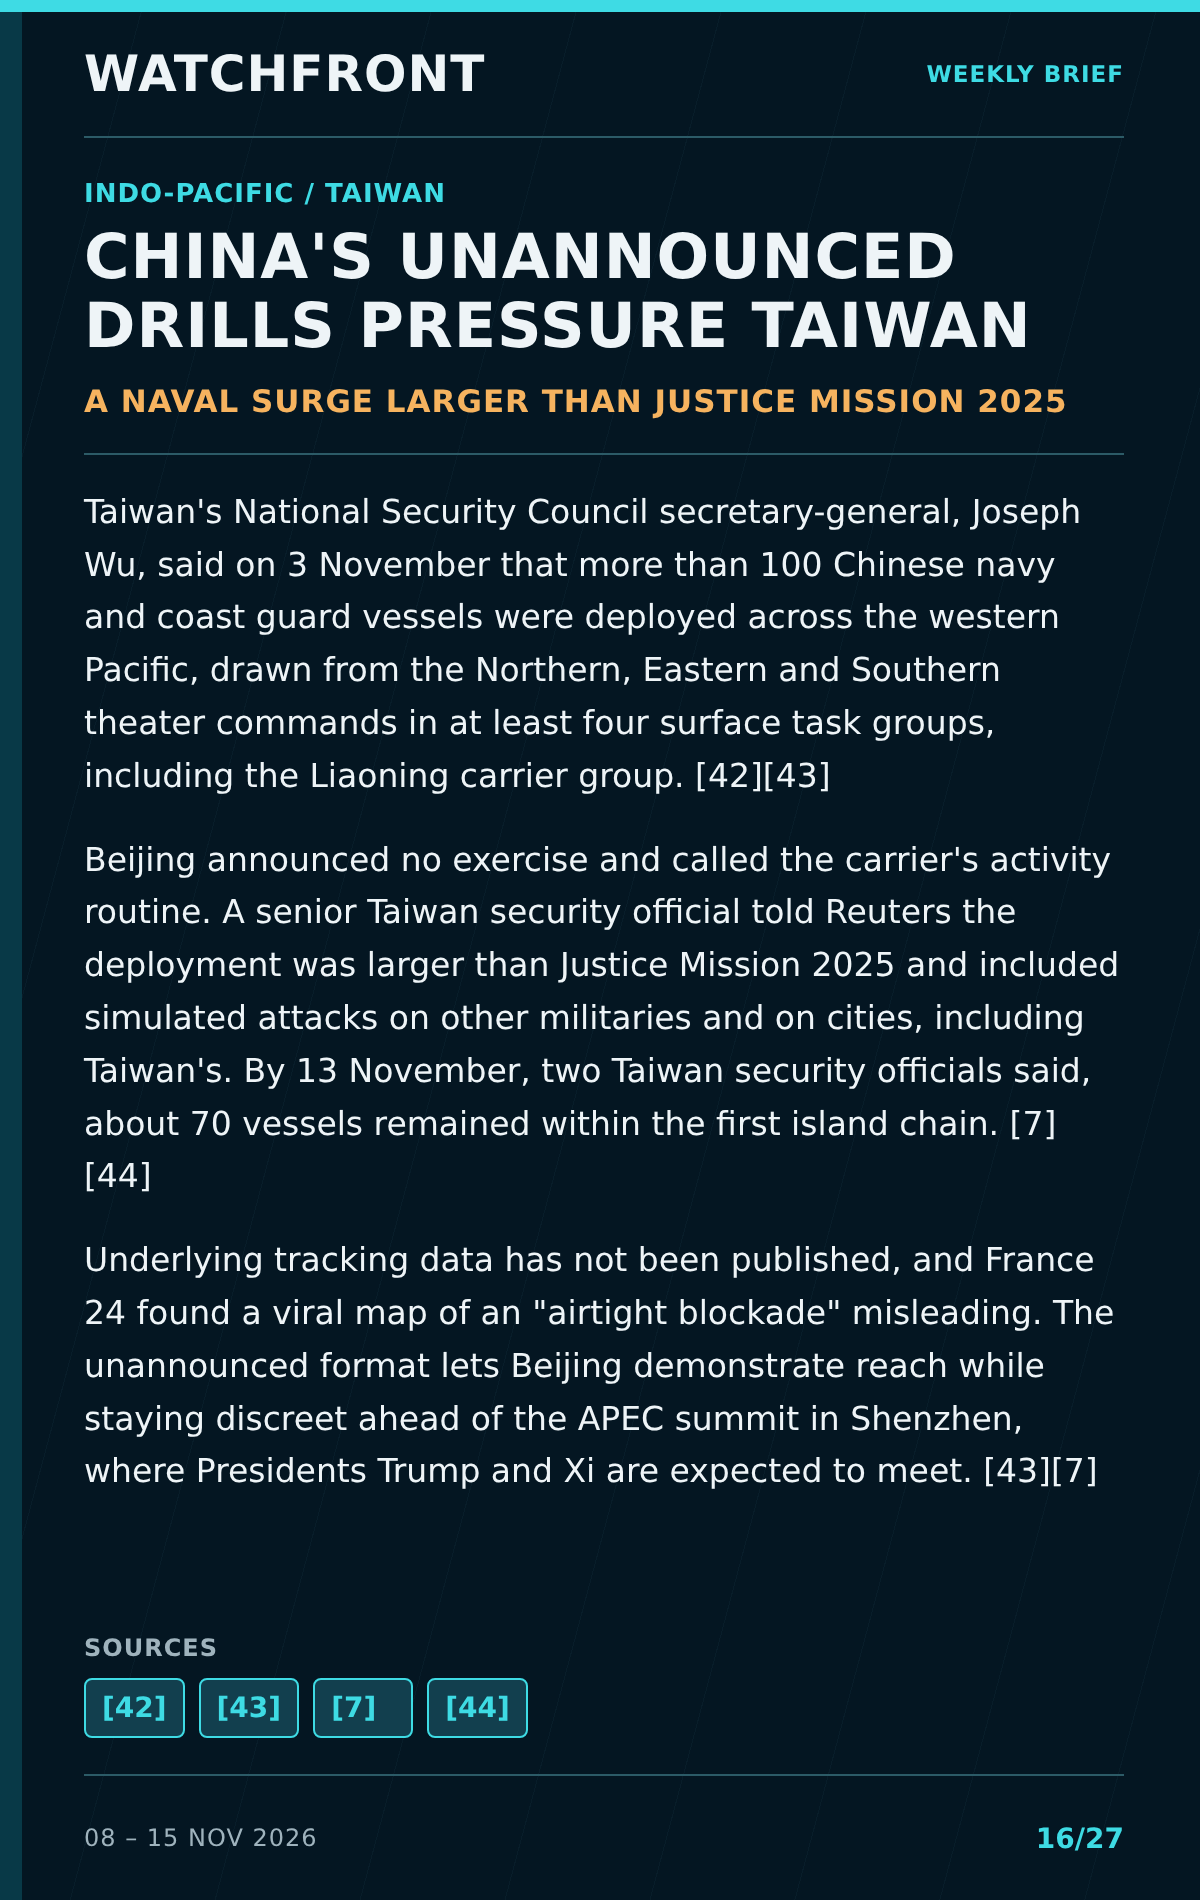 WATCHFRONT
WEEKLY BRIEF
INDO-PACIFIC / TAIWAN
CHINA'S UNANNOUNCED
DRILLS PRESSURE TAIWAN
A NAVAL SURGE LARGER THAN JUSTICE MISSION 2025
Taiwan's National Security Council secretary-general, Joseph
Wu, said on 3 November that more than 100 Chinese navy
and coast guard vessels were deployed across the western
Pacific, drawn from the Northern, Eastern and Southern
theater commands in at least four surface task groups,
including the Liaoning carrier group. [42][43]
Beijing announced no exercise and called the carrier's activity
routine. A senior Taiwan security official told Reuters the
deployment was larger than Justice Mission 2025 and included
simulated attacks on other militaries and on cities, including
Taiwan's. By 13 November, two Taiwan security officials said,
about 70 vessels remained within the first island chain. [7]
[44]
Underlying tracking data has not been published, and France
24 found a viral map of an "airtight blockade" misleading. The
unannounced format lets Beijing demonstrate reach while
staying discreet ahead of the APEC summit in Shenzhen,
where Presidents Trump and Xi are expected to meet. [43][7]
SOURCES
[42] [43] [7] [44]
08 – 15 NOV 2026
16/27